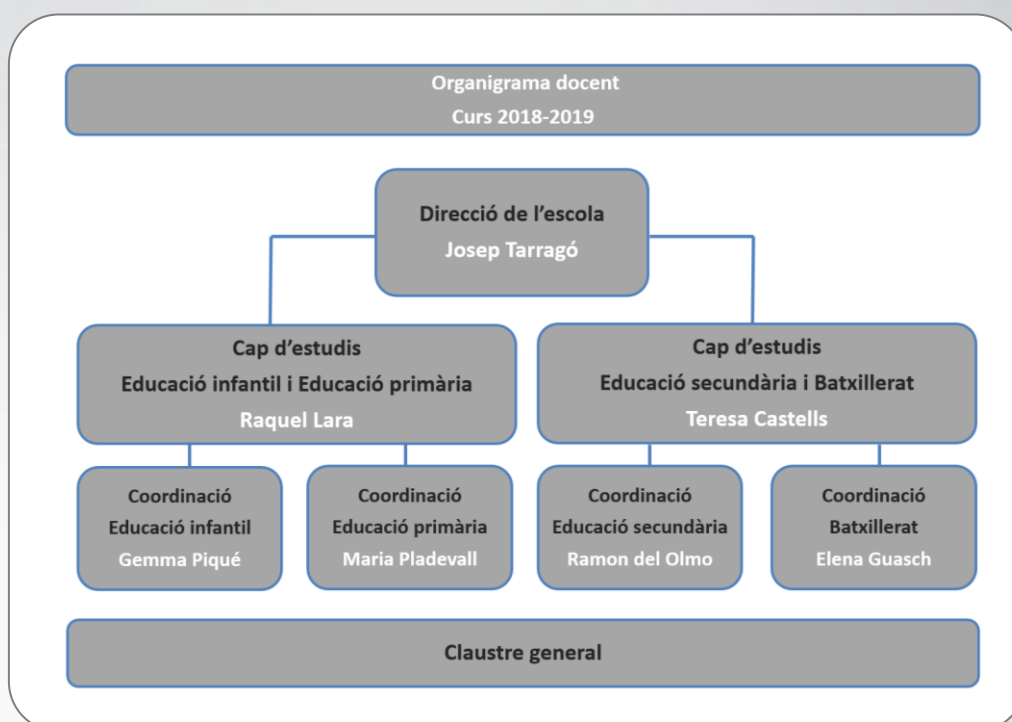 Organigrama docent
Curs 2018-2019
Direcció de l'escola
Josep Tarragó
Cap d'estudis
Educació infantil i Educació primària
Raquel Lara
Cap d'estudis
Educació secundària i Batxillerat
Teresa Castells
Coordinació
Educació infantil
Gemma Piqué
Coordinació
Educació primària
Maria Pladevall
Coordinació
Educació secundària
Ramon del Olmo
Coordinació
Batxillerat
Elena Guasch
Claustre general